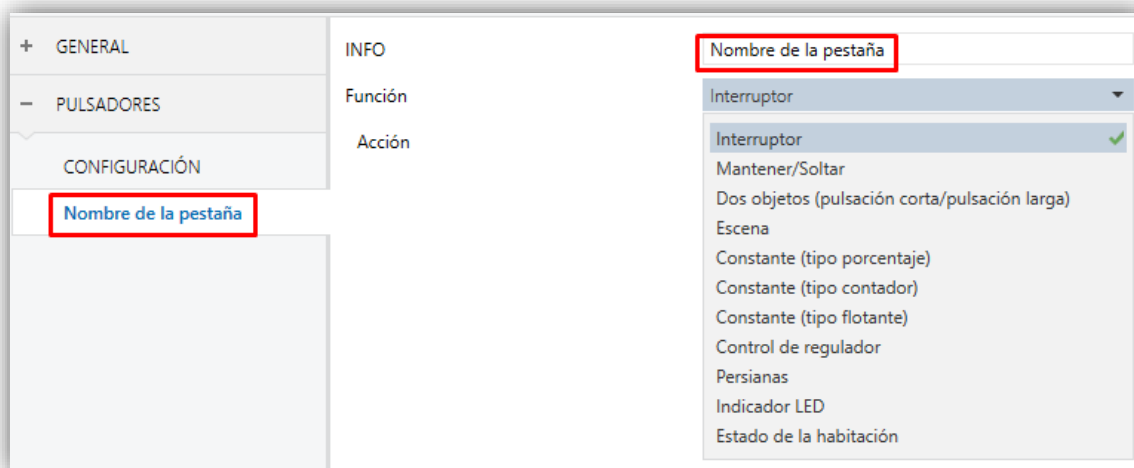 GENERAL
PULSADORES
CONFIGURACIÓN
Nombre de la pestaña
INFO
Nombre de la pestaña
Función
Interruptor
Acción
Interruptor
Mantener/Soltar
Dos objetos (pulsación corta/pulsación larga)
Escena
Constante (tipo porcentaje)
Constante (tipo contador)
Constante (tipo flotante)
Control de regulador
Persianas
Indicador LED
Estado de la habitación